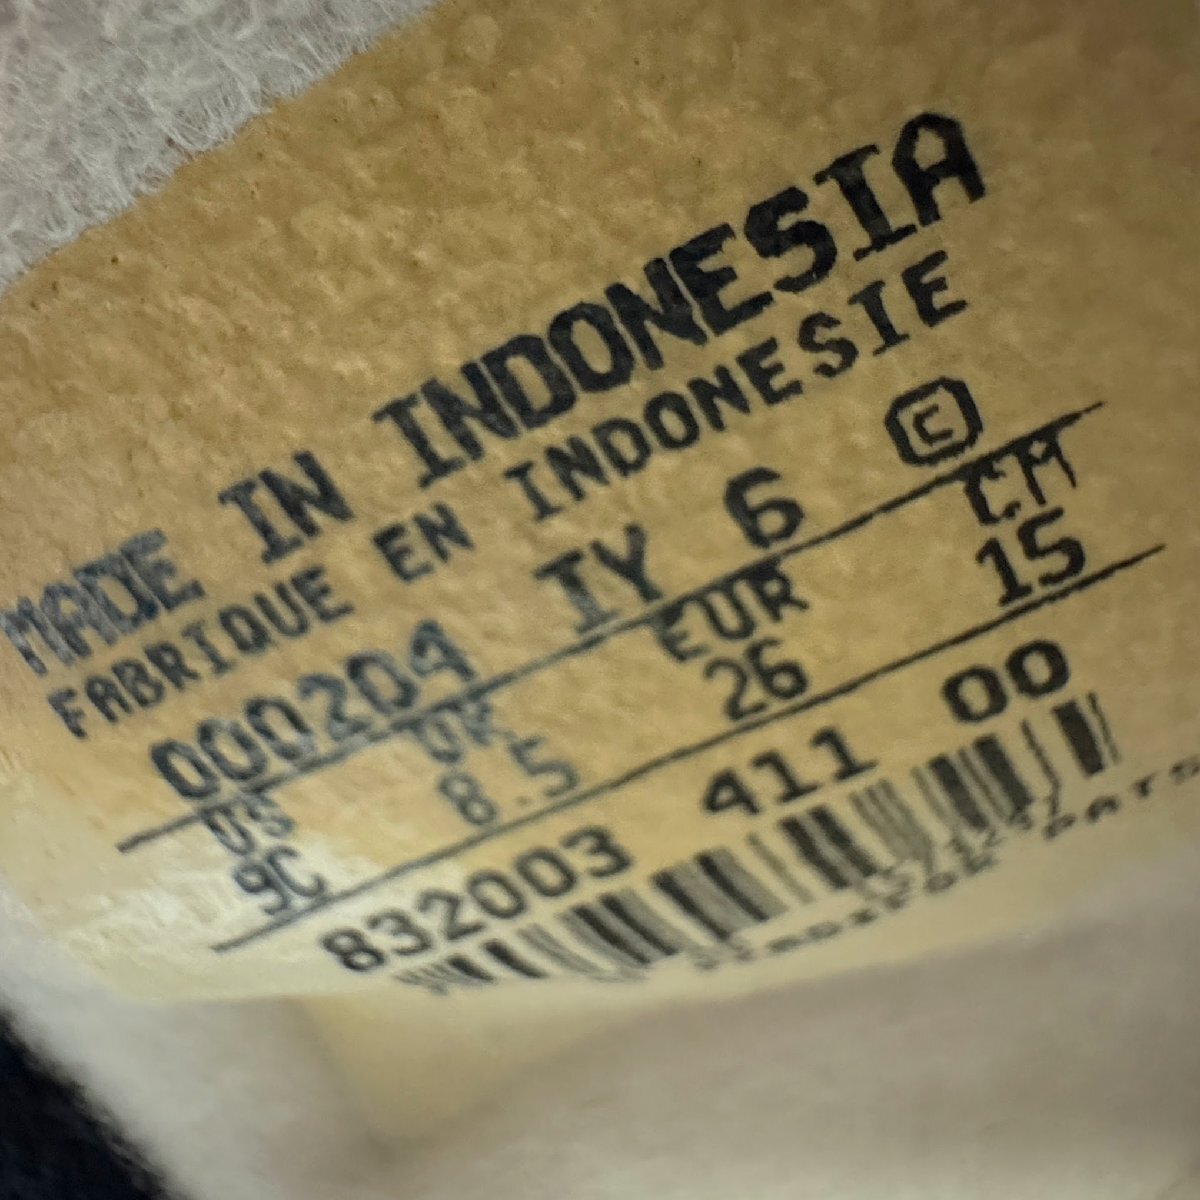 MADE IN INDONESIA
FABRIQUE EN INDONESIE
000204 IY 6 C
US UK EUR CM
9C 8.5 26 15
832003 411 00